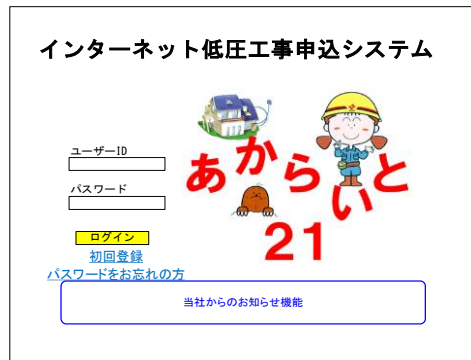 インターネット低圧工事申込システム
あからいと
21
ユーザーID
パスワード
ログイン
初回登録
パスワードをお忘れの方
当社からのお知らせ機能